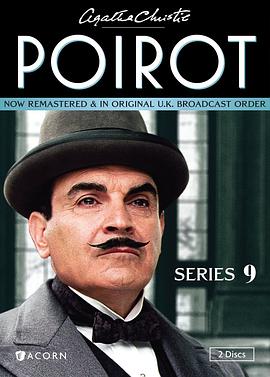 Agatha Christie
POIROT
NOW REMASTERED & IN ORIGINAL U.K. BROADCAST ORDER
SERIES 9
ACORN
2 Discs